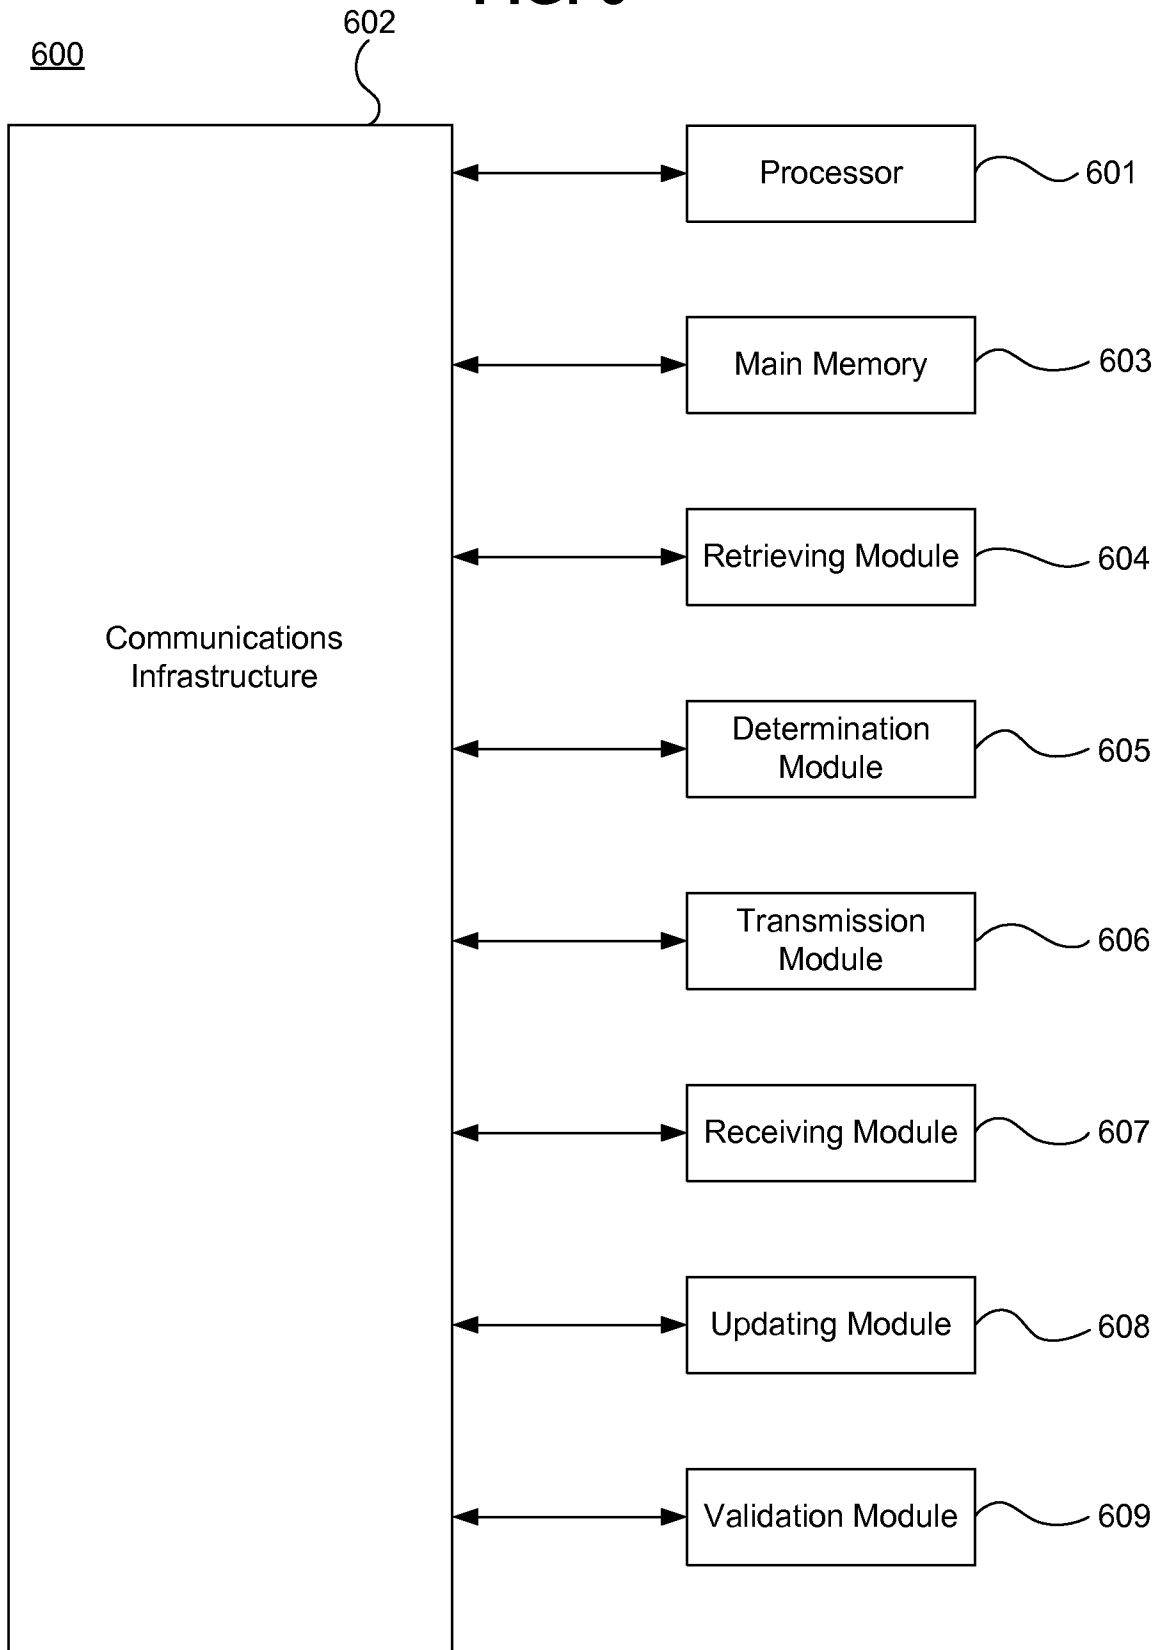 602
600
Processor
601
Main Memory
603
Retrieving Module
604
Communications
Infrastructure
Determination
Module
605
Transmission
Module
606
Receiving Module
607
Updating Module
608
Validation Module
609